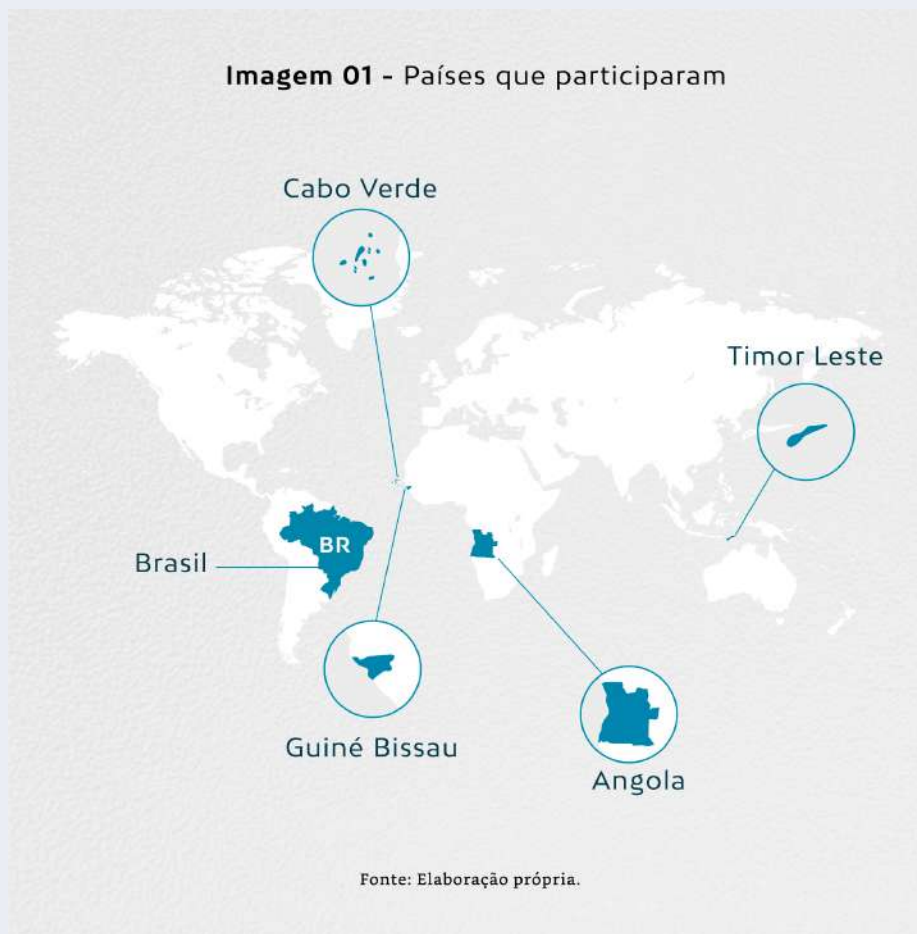 Imagem 01 - Países que participaram
Cabo Verde
Timor Leste
BR
Brasil
Guiné Bissau
Angola
Fonte: Elaboração própria.